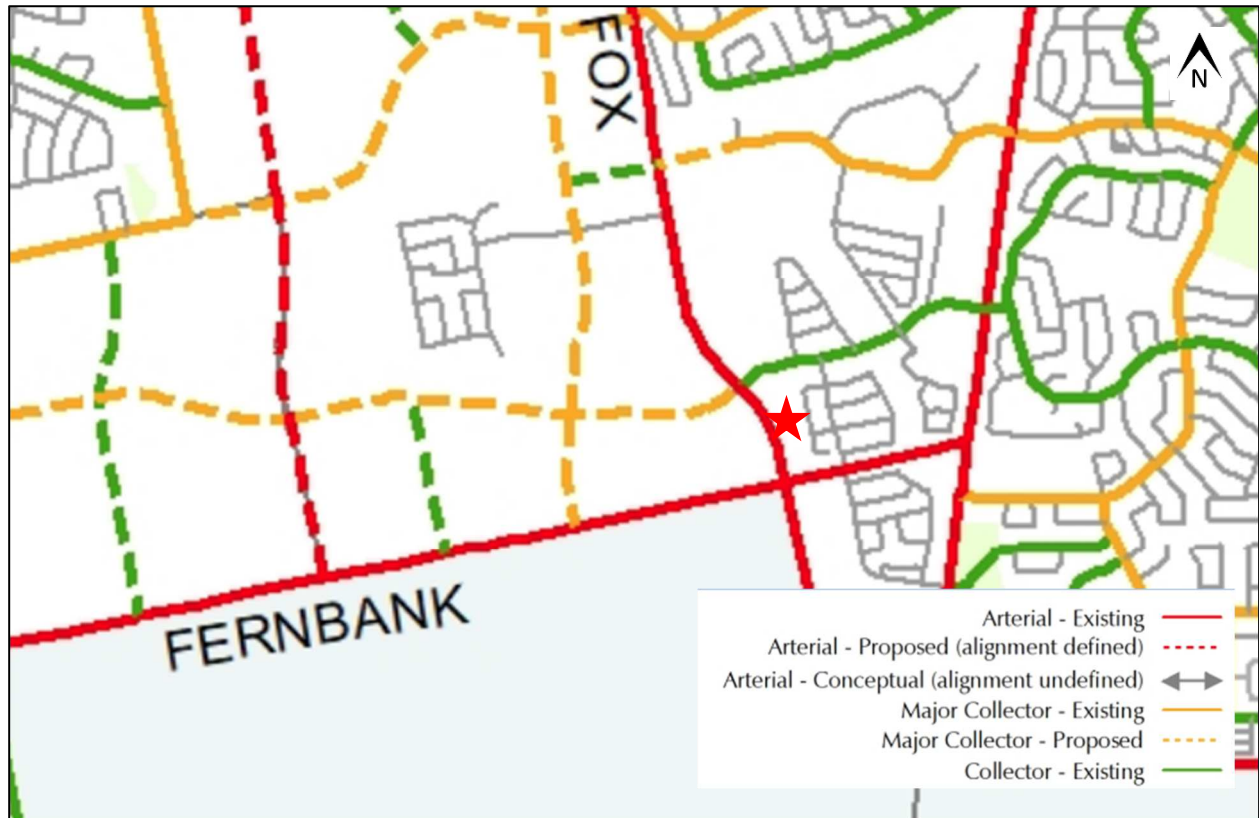 FOX
N
FERNBANK
Arterial - Existing
Arterial - Proposed (alignment defined)
Arterial - Conceptual (alignment undefined)
Major Collector - Existing
Major Collector - Proposed
Collector - Existing